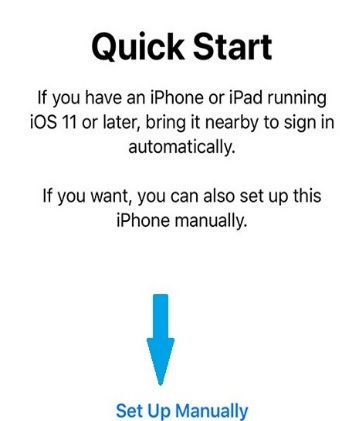 Quick Start
If you have an iPhone or iPad running
iOS 11 or later, bring it nearby to sign in
automatically.
If you want, you can also set up this
iPhone manually.
Set Up Manually